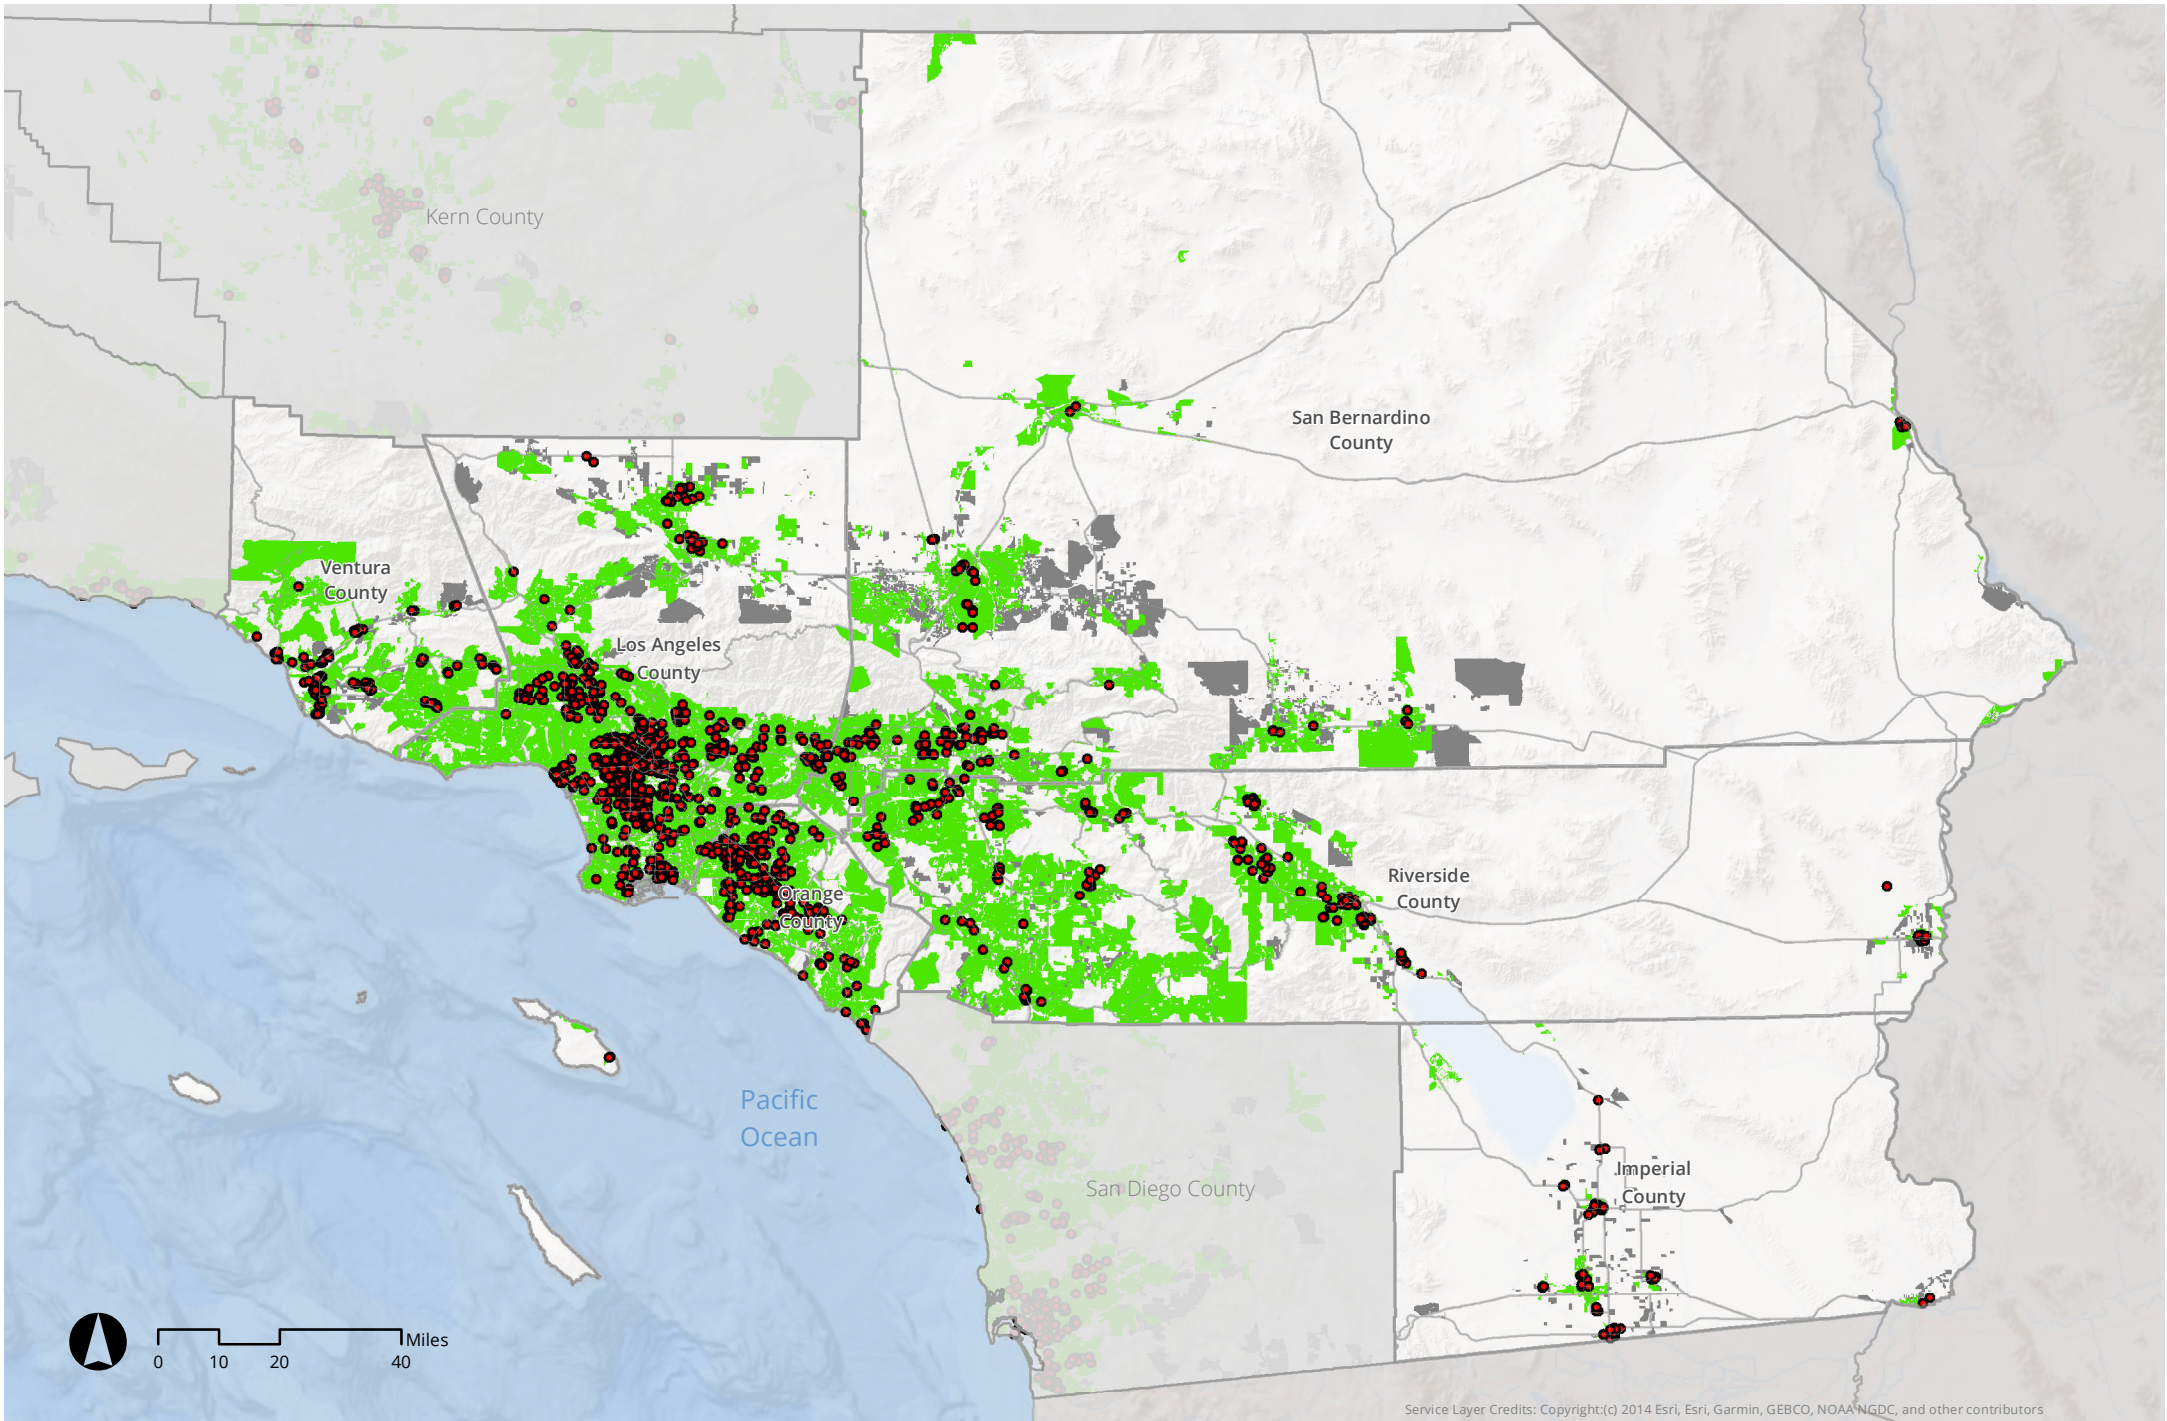 Kern County
San Bernardino
County
Ventura
County
Los Angeles
County
Riverside
County
Orange
County
Pacific
Ocean
San Diego County
Imperial
County
Miles
0 10 20 40
Service Layer Credits: Copyright:(c) 2014 Esri, Esri, Garmin, GEBCO, NOAA NGDC, and other contributors